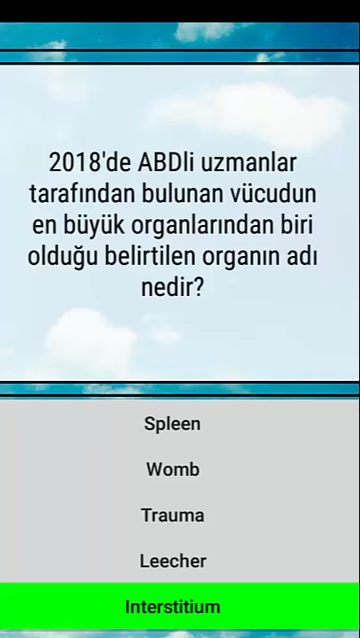 2018'de ABDli uzmanlar
tarafından bulunan vücudun
en büyük organlarından biri
olduğu belirtilen organın adı
nedir?
Spleen
Womb
Trauma
Leecher
Interstitium